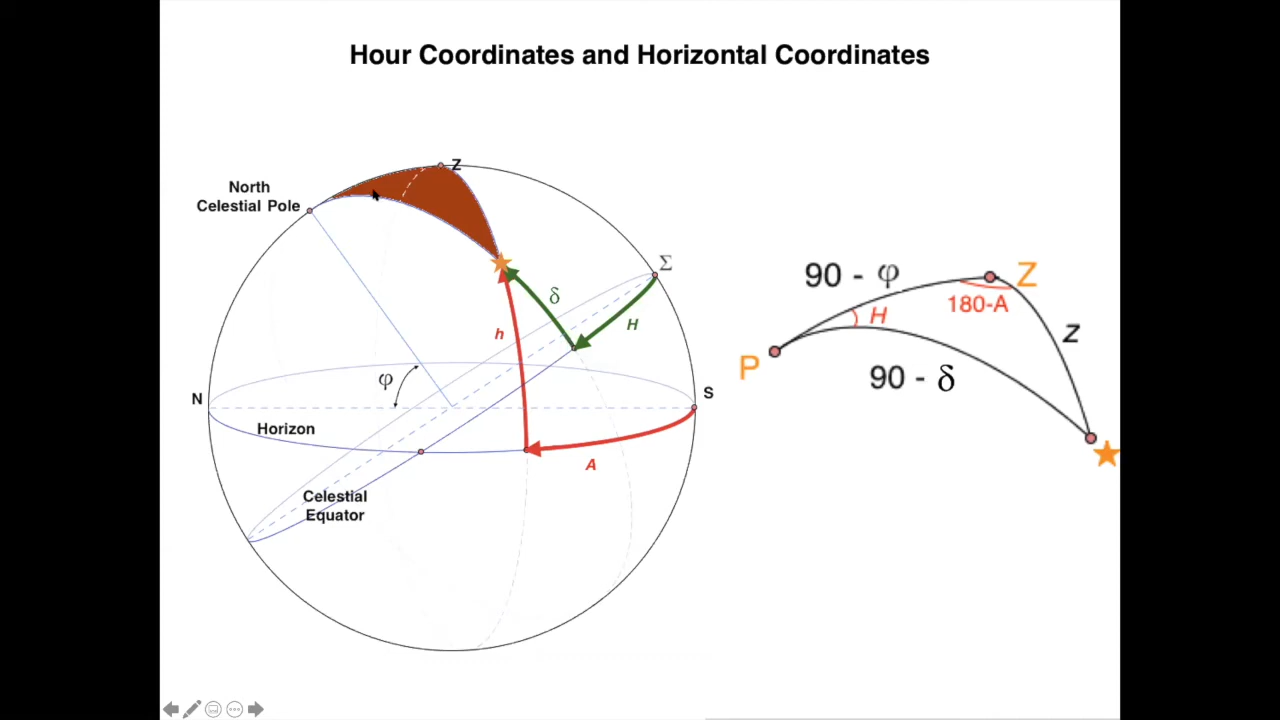 Hour Coordinates and Horizontal Coordinates
Z
North
Celestial Pole
Σ
δ
H
h
φ
N
S
Horizon
A
Celestial
Equator
90 - φ
Z
180-A
H
z
P
90 - δ